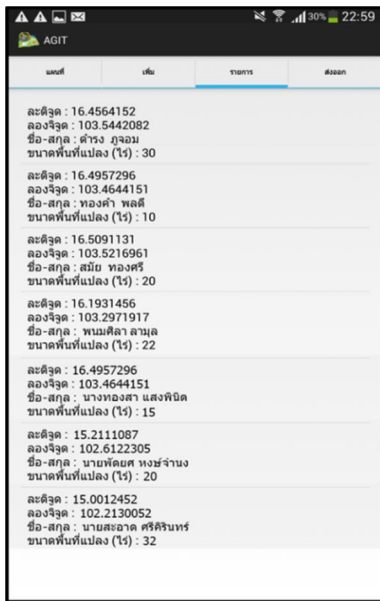 30% 22:59
AGIT
แผนที่ เพิ่ม รายการ ส่งออก
ละติจูด : 16.4564152
ลองจิจูด : 103.5442082
ชื่อ-สกุล : ดำรง ภูจอม
ขนาดพื้นที่แปลง (ไร่) : 30
ละติจูด : 16.4957296
ลองจิจูด : 103.4644151
ชื่อ-สกุล : ทองคำ พลดี
ขนาดพื้นที่แปลง (ไร่) : 10
ละติจูด : 16.5091131
ลองจิจูด : 103.5216961
ชื่อ-สกุล : สมัย ทองศรี
ขนาดพื้นที่แปลง (ไร่) : 20
ละติจูด : 16.1931456
ลองจิจูด : 103.2971917
ชื่อ-สกุล : พนมศิลา ลามุล
ขนาดพื้นที่แปลง (ไร่) : 22
ละติจูด : 16.4957296
ลองจิจูด : 103.4644151
ชื่อ-สกุล : นางทองสา แสงพินิต
ขนาดพื้นที่แปลง (ไร่) : 15
ละติจูด : 15.2111087
ลองจิจูด : 102.6122305
ชื่อ-สกุล : นายพัดยศ หงษ์จำนง
ขนาดพื้นที่แปลง (ไร่) : 20
ละติจูด : 15.0012452
ลองจิจูด : 102.2130052
ชื่อ-สกุล : นายสะอาด ศรีคิรินทร์
ขนาดพื้นที่แปลง (ไร่) : 32